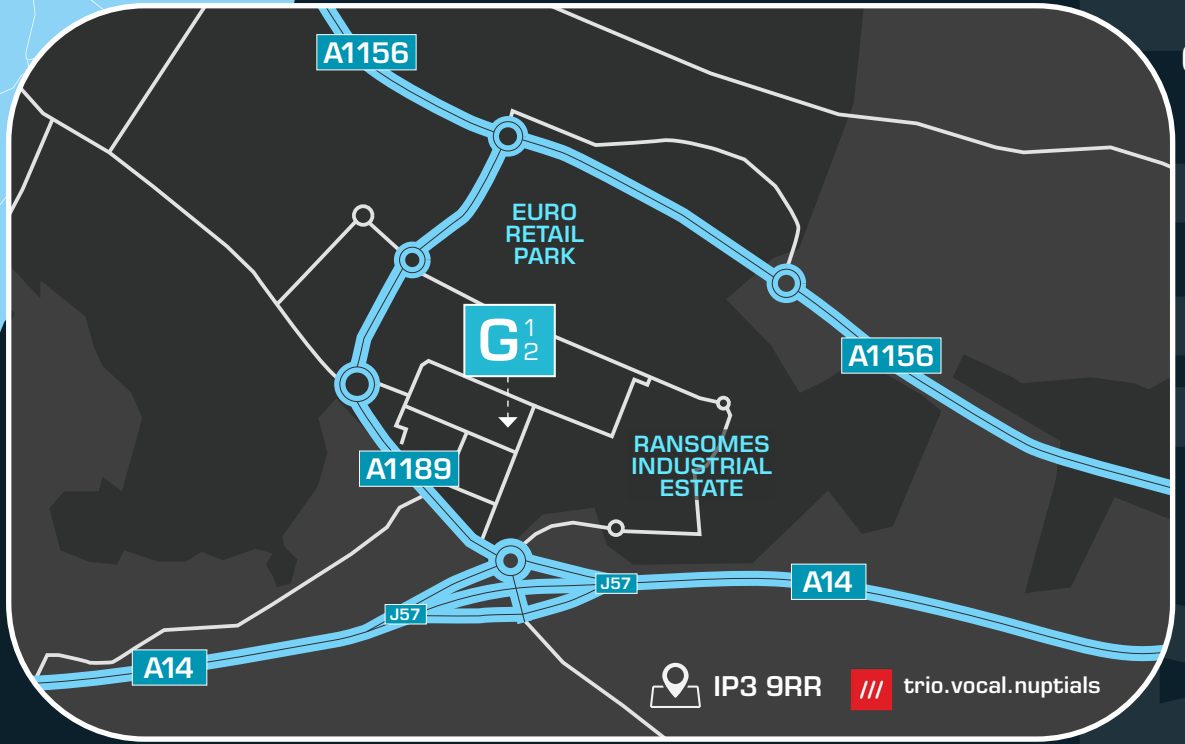 A1156
EURO
RETAIL
PARK
G 1
2
A1156
RANSOMES
INDUSTRIAL
ESTATE
A1189
J57
A14
J57
A14
IP3 9RR
/// trio.vocal.nuptials